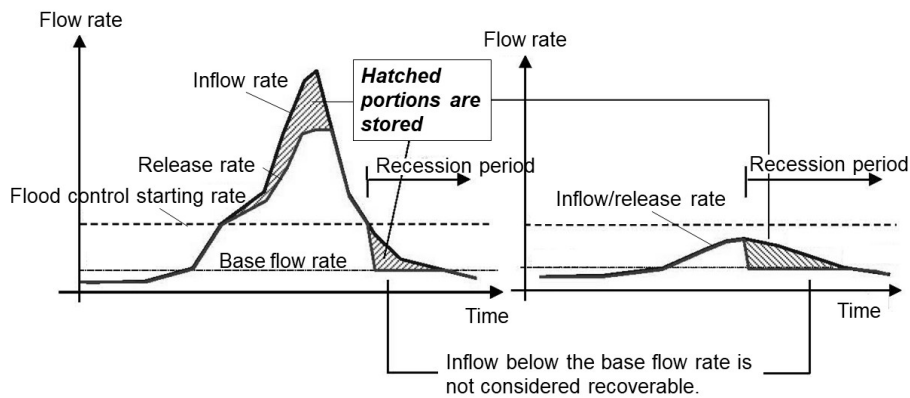 Flow rate
Inflow rate
Hatched
portions are
stored
Release rate
Recession period
Flood control starting rate
Base flow rate
Time
Flow rate
Recession period
Inflow/release rate
Time
Inflow below the base flow rate is
not considered recoverable.